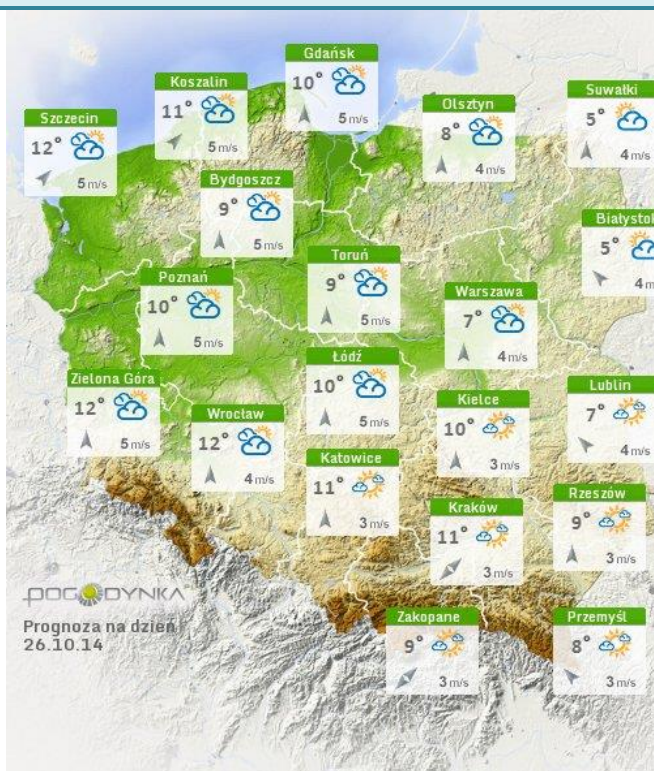 Gdańsk
10°
5 m/s
Koszalin
11°
5 m/s
Szczecin
12°
5 m/s
Olsztyn
8°
4 m/s
Suwałki
5°
4 m/s
Bydgoszcz
9°
5 m/s
Białystok
5°
4 m
Toruń
9°
5 m/s
Poznań
10°
5 m/s
Warszawa
7°
4 m/s
Łódź
10°
5 m/s
Zielona Góra
12°
5 m/s
Wrocław
12°
4 m/s
Kielce
10°
3 m/s
Lublin
7°
4 m/s
Katowice
11°
3 m/s
Kraków
11°
3 m/s
Rzeszów
9°
3 m/s
Zakopane
9°
3 m/s
Przemyśl
8°
3 m/s
POGODYNKA
Prognoza na dzień
26.10.14